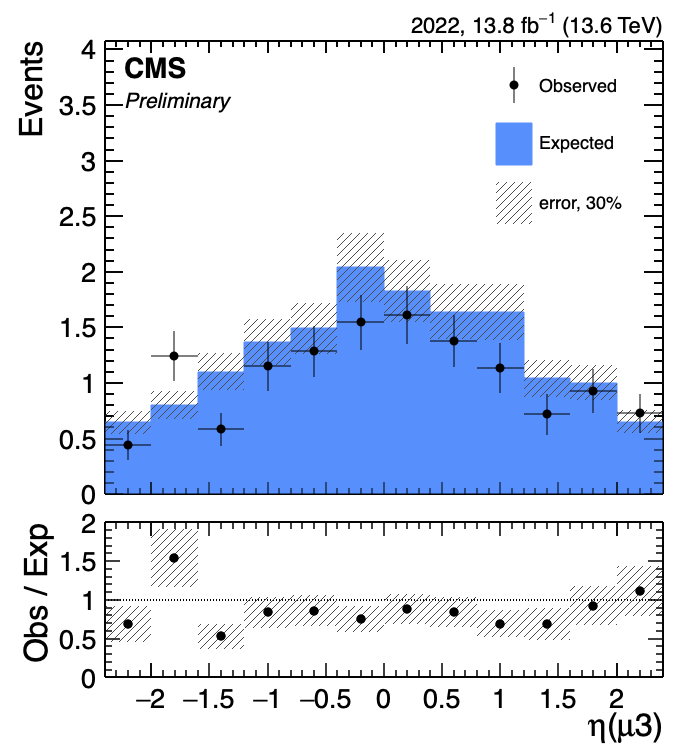 2022, 13.8 fb⁻¹ (13.6 TeV)
Events
4
3.5
3
2.5
2
1.5
1
0.5
0
CMS
Preliminary
Observed
Expected
error, 30%
Obs / Exp
2
1.5
1
0.5
0
−2 −1.5 −1 −0.5 0 0.5 1 1.5 2
η(μ3)